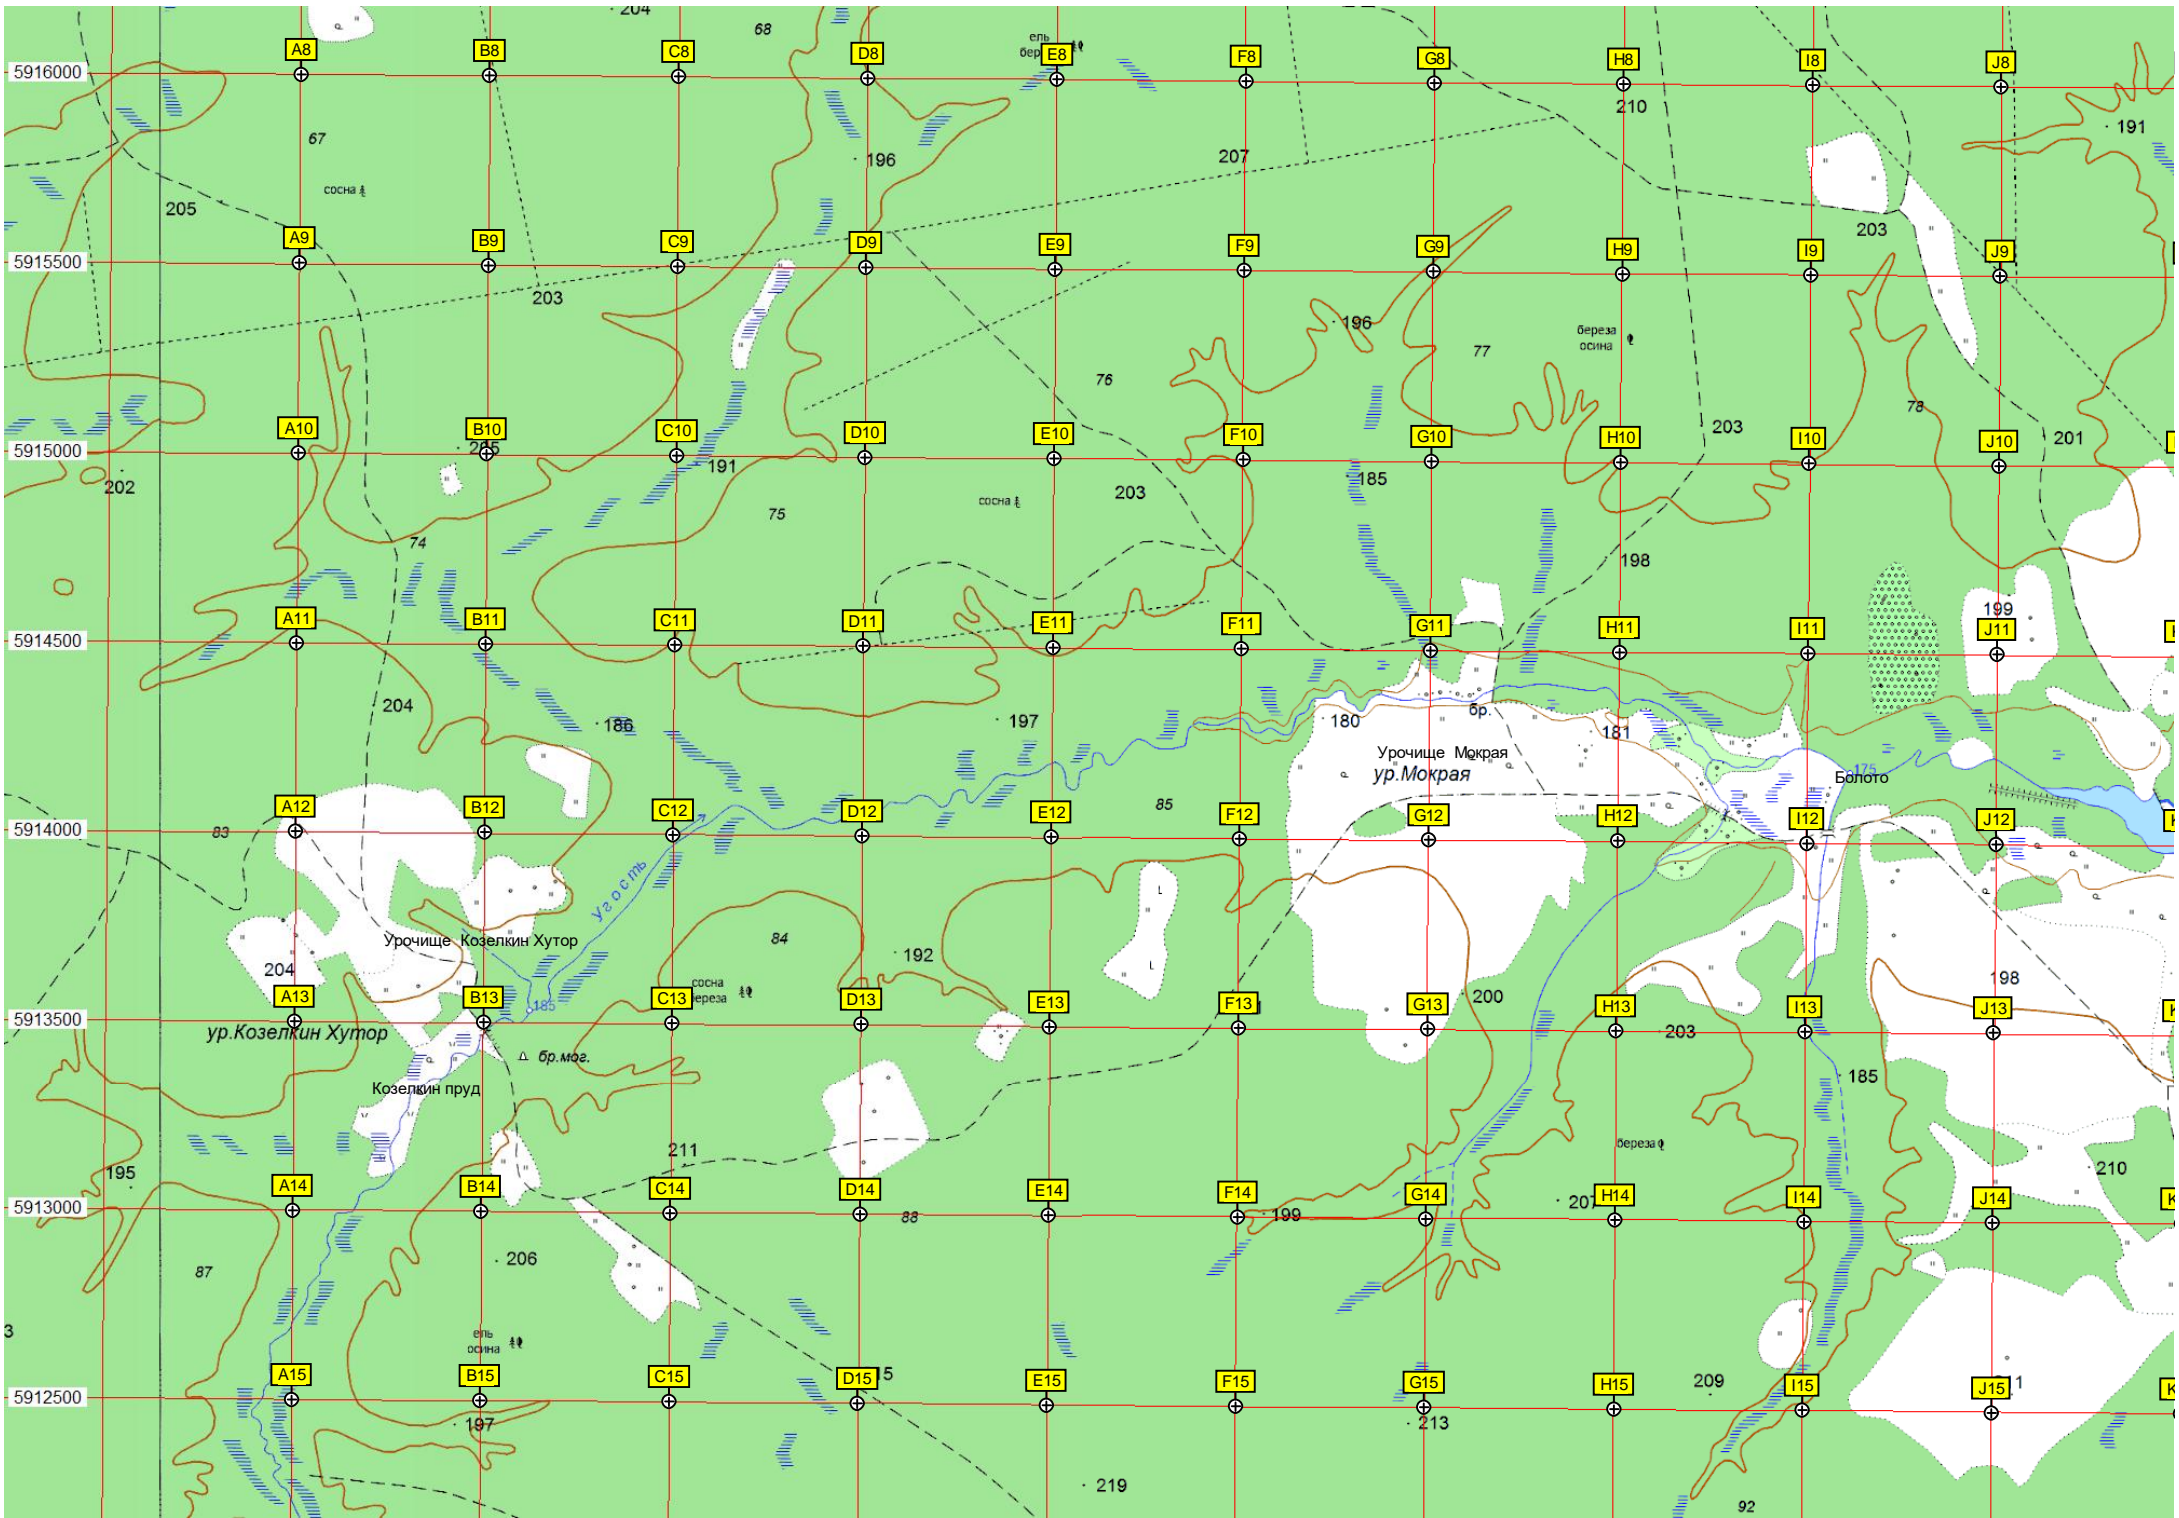 204
68
ель
A8 B8 C8 D8 E8 F8 G8 H8 I8 J8
5916000
210
191
67
196
207
сосна
205
203
A9 B9 C9 D9 E9 F9 G9 H9 I9 J9
5915500
203
196
береза
осина
77
76
78
A10 B10 C10 D10 E10 F10 G10 H10 I10 J10
203
201
5915000
205
191
185
202
сосна
203
75
74
198
199
A11 B11 C11 D11 E11 F11 G11 H11 I11 J11
5914500
204
186
197
180
бр.
181
Урочище Мокрая
ур.Мокрая
175
Болото
85
A12 B12 C12 D12 E12 F12 G12 H12 I12 J12
5914000
83
Угость
Урочище Козелкин Хутор
84
192
204
198
сосна
береза
200
A13 B13 C13 D13 E13 F13 G13 H13 I13 J13
185
5913500
ур.Козелкин Хутор
203
бр.мог.
185
Козелкин пруд
211
береза
195
210
A14 B14 C14 D14 E14 F14 G14 H14 I14 J14
5913000
207
88
199
206
87
3
ель
осина
A15 B15 C15 D15 E15 F15 G15 H15 I15 J15
209
5912500
197
213
219
92